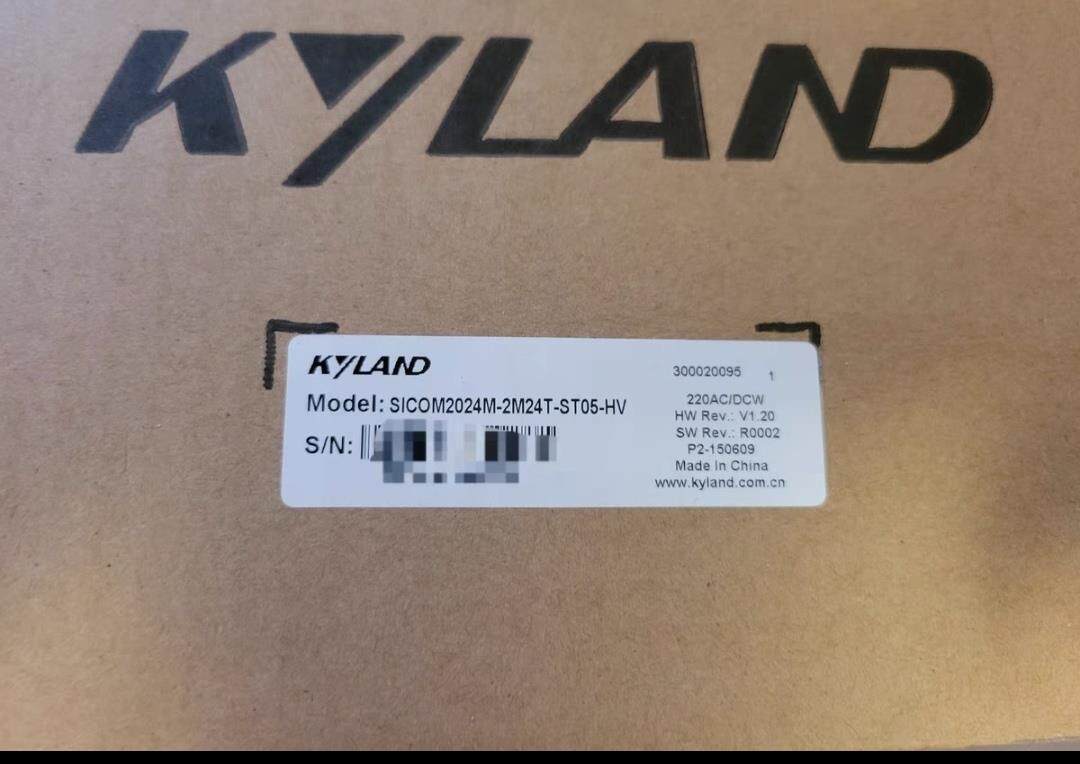 KYLAND
KYLAND
300020095 1
Model: SICOM2024M-2M24T-ST05-HV
S/N:
220AC/DCW
HW Rev.: V1.20
SW Rev.: R0002
P2-150609
Made In China
www.kyland.com.cn